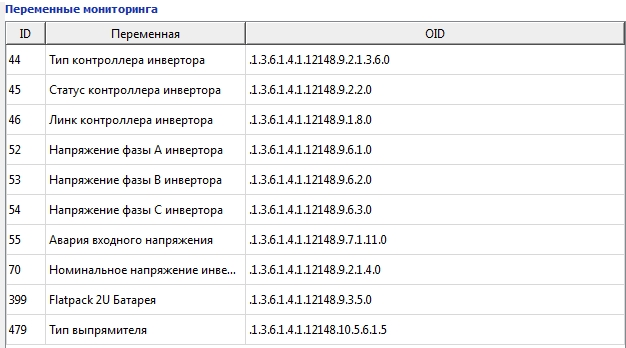 Переменные мониторинга
ID Переменная OID
44 Тип контроллера инвертора .1.3.6.1.4.1.12148.9.2.1.3.6.0
45 Статус контроллера инвертора .1.3.6.1.4.1.12148.9.2.2.0
46 Линк контроллера инвертора .1.3.6.1.4.1.12148.9.1.8.0
52 Напряжение фазы А инвертора .1.3.6.1.4.1.12148.9.6.1.0
53 Напряжение фазы В инвертора .1.3.6.1.4.1.12148.9.6.2.0
54 Напряжение фазы С инвертора .1.3.6.1.4.1.12148.9.6.3.0
55 Авария входного напряжения .1.3.6.1.4.1.12148.9.7.1.11.0
70 Номинальное напряжение инве... .1.3.6.1.4.1.12148.9.2.1.4.0
399 Flatpack 2U Батарея .1.3.6.1.4.1.12148.9.3.5.0
479 Тип выпрямителя .1.3.6.1.4.1.12148.10.5.6.1.5